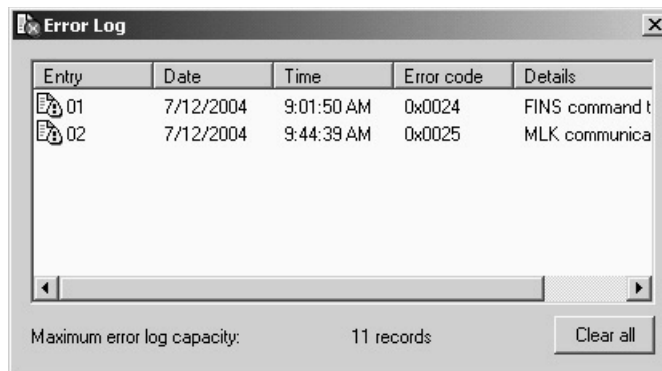 Error Log
Entry Date Time Error code Details
01 7/12/2004 9:01:50 AM 0x0024 FINS command t
02 7/12/2004 9:44:39 AM 0x0025 MLK communica
Maximum error log capacity: 11 records Clear all